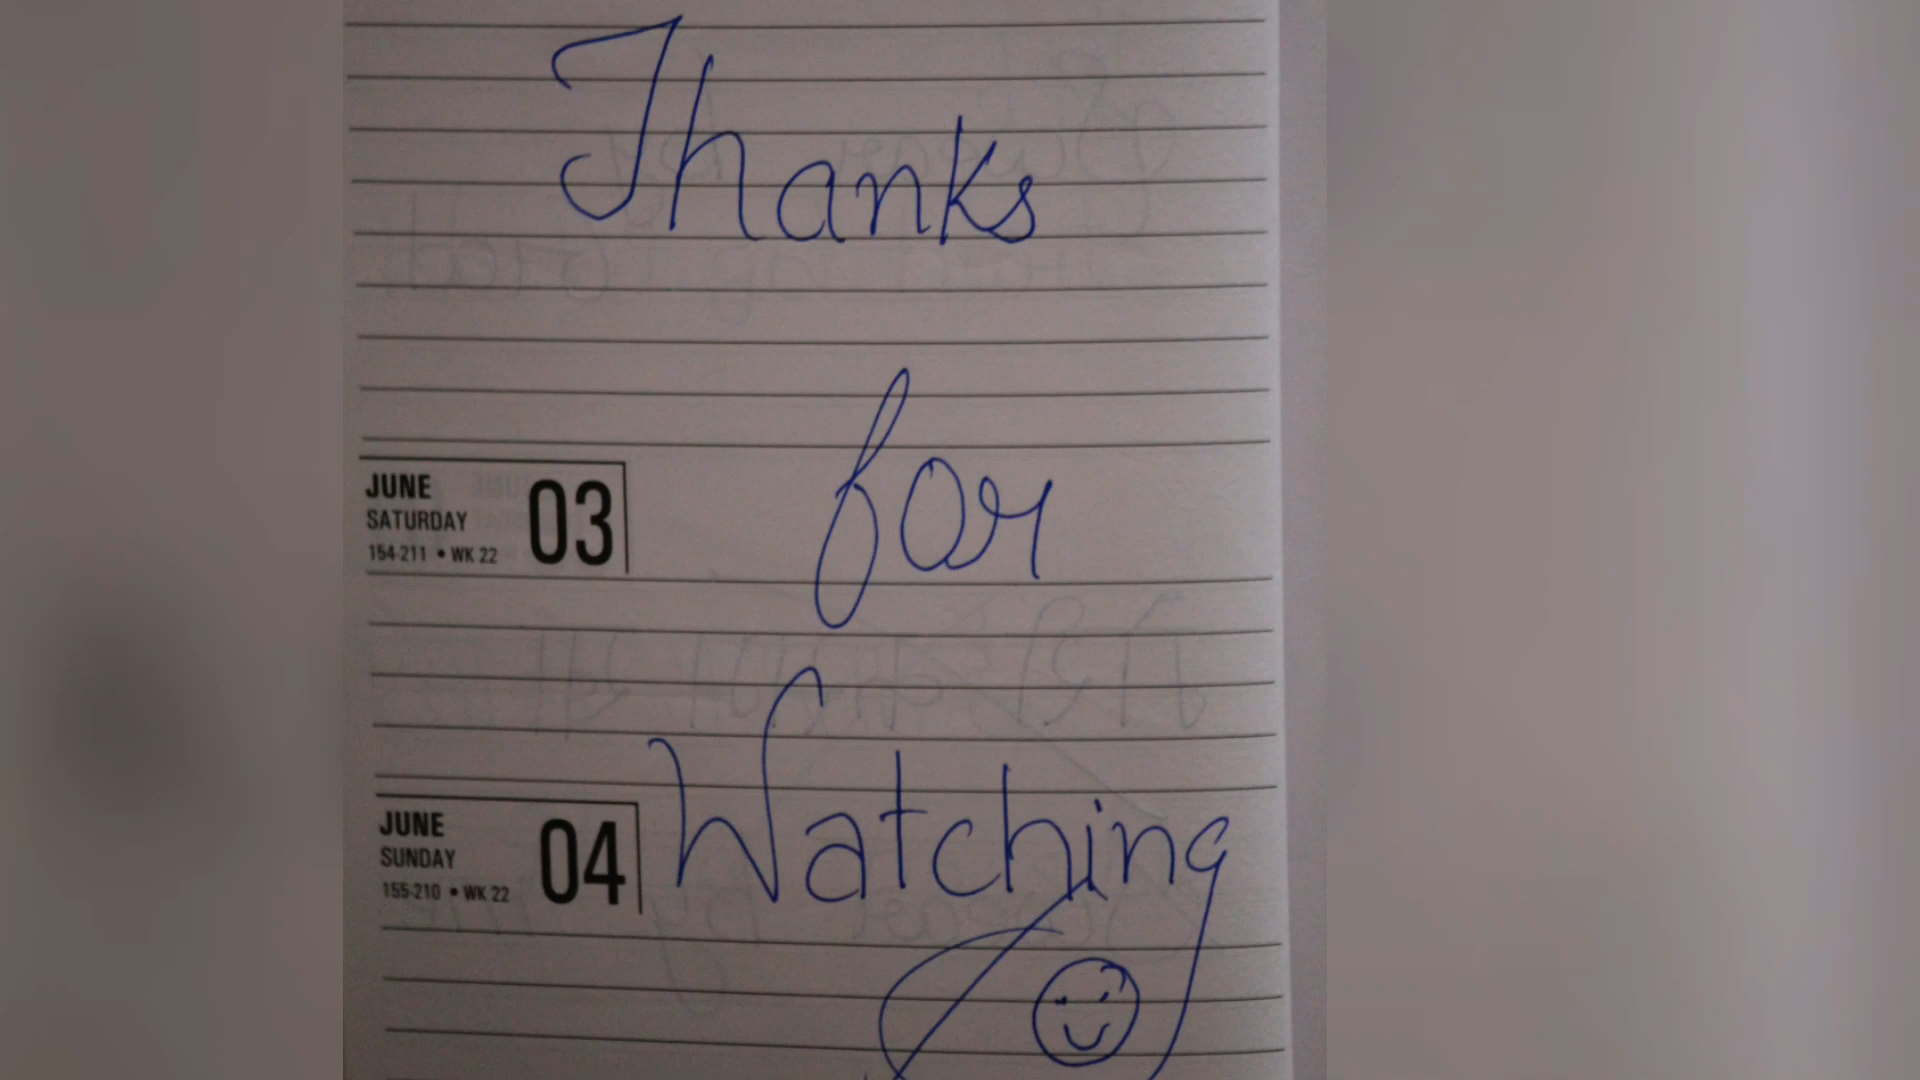 Thanks
for
JUNE
SATURDAY
154-211 • WK 22
03
Watching
JUNE
SUNDAY
155-210 • WK 22
04